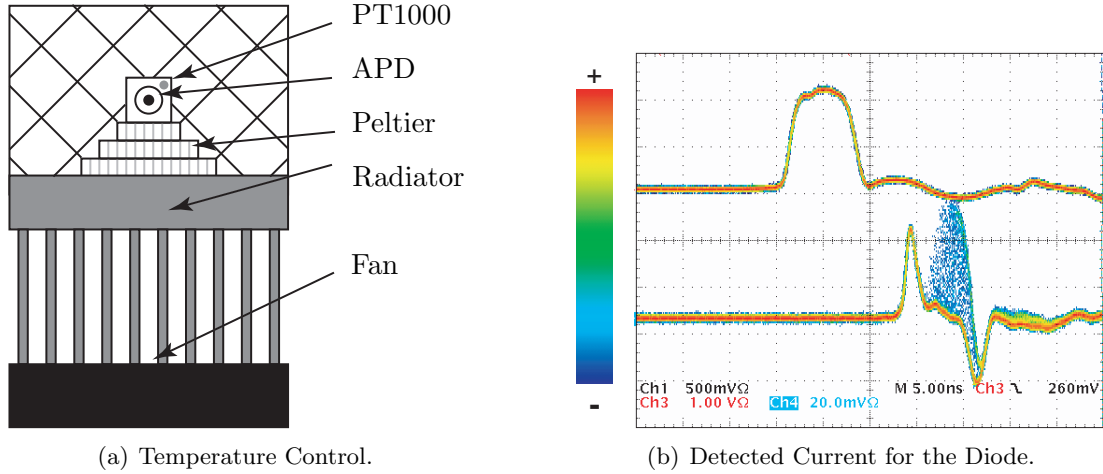 PT1000
APD
Peltier
Radiator
Fan
+
-
Ch1 500mVΩ M 5.00ns Ch3 ↴ 260mV
Ch3 1.00 VΩ Ch4 20.0mVΩ
(a) Temperature Control.
(b) Detected Current for the Diode.